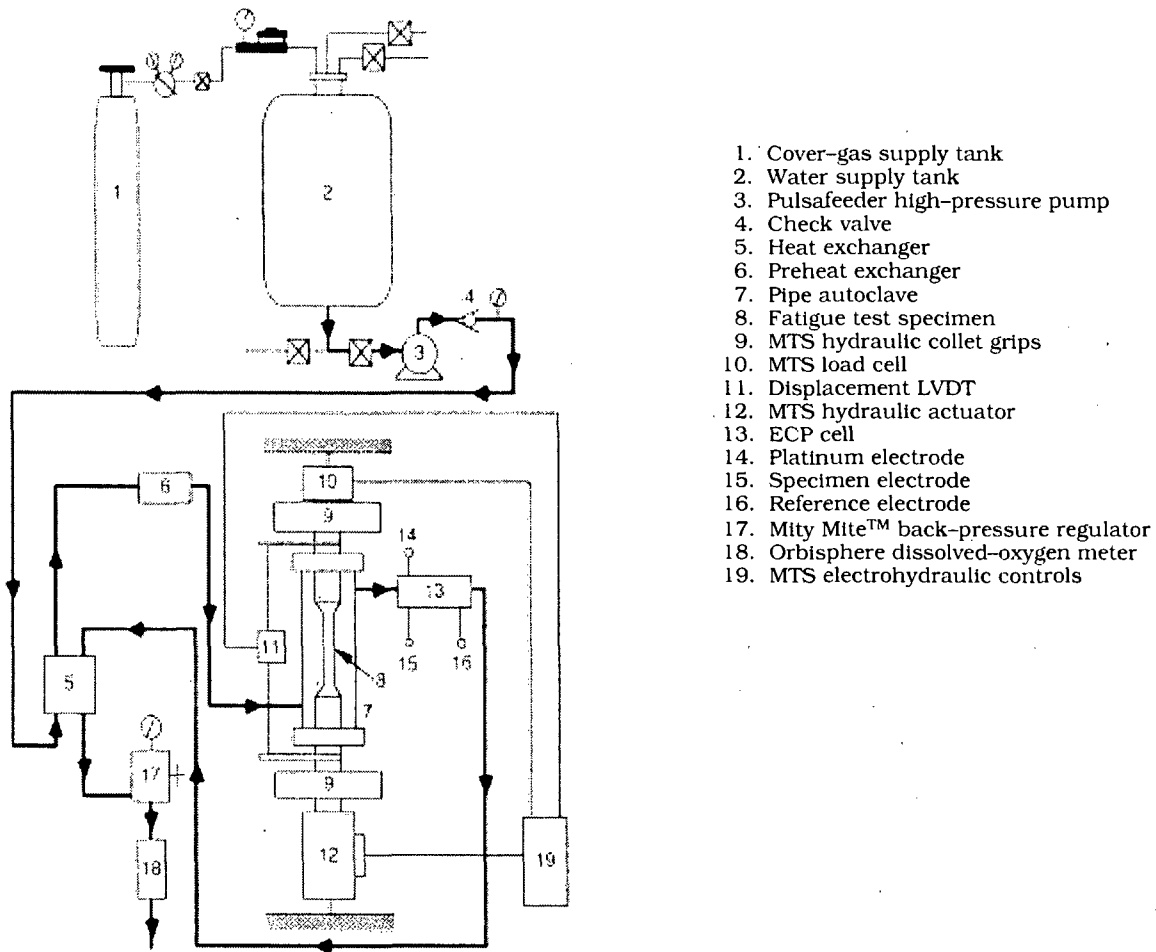 1
2
3
4
5
6
7
8
9
9
10
11
12
13
14
15
16
17
18
19
1. Cover-gas supply tank
2. Water supply tank
3. Pulsafeeder high-pressure pump
4. Check valve
5. Heat exchanger
6. Preheat exchanger
7. Pipe autoclave
8. Fatigue test specimen
9. MTS hydraulic collet grips
10. MTS load cell
11. Displacement LVDT
12. MTS hydraulic actuator
13. ECP cell
14. Platinum electrode
15. Specimen electrode
16. Reference electrode
17. Mity Mite™ back-pressure regulator
18. Orbisphere dissolved-oxygen meter
19. MTS electrohydraulic controls